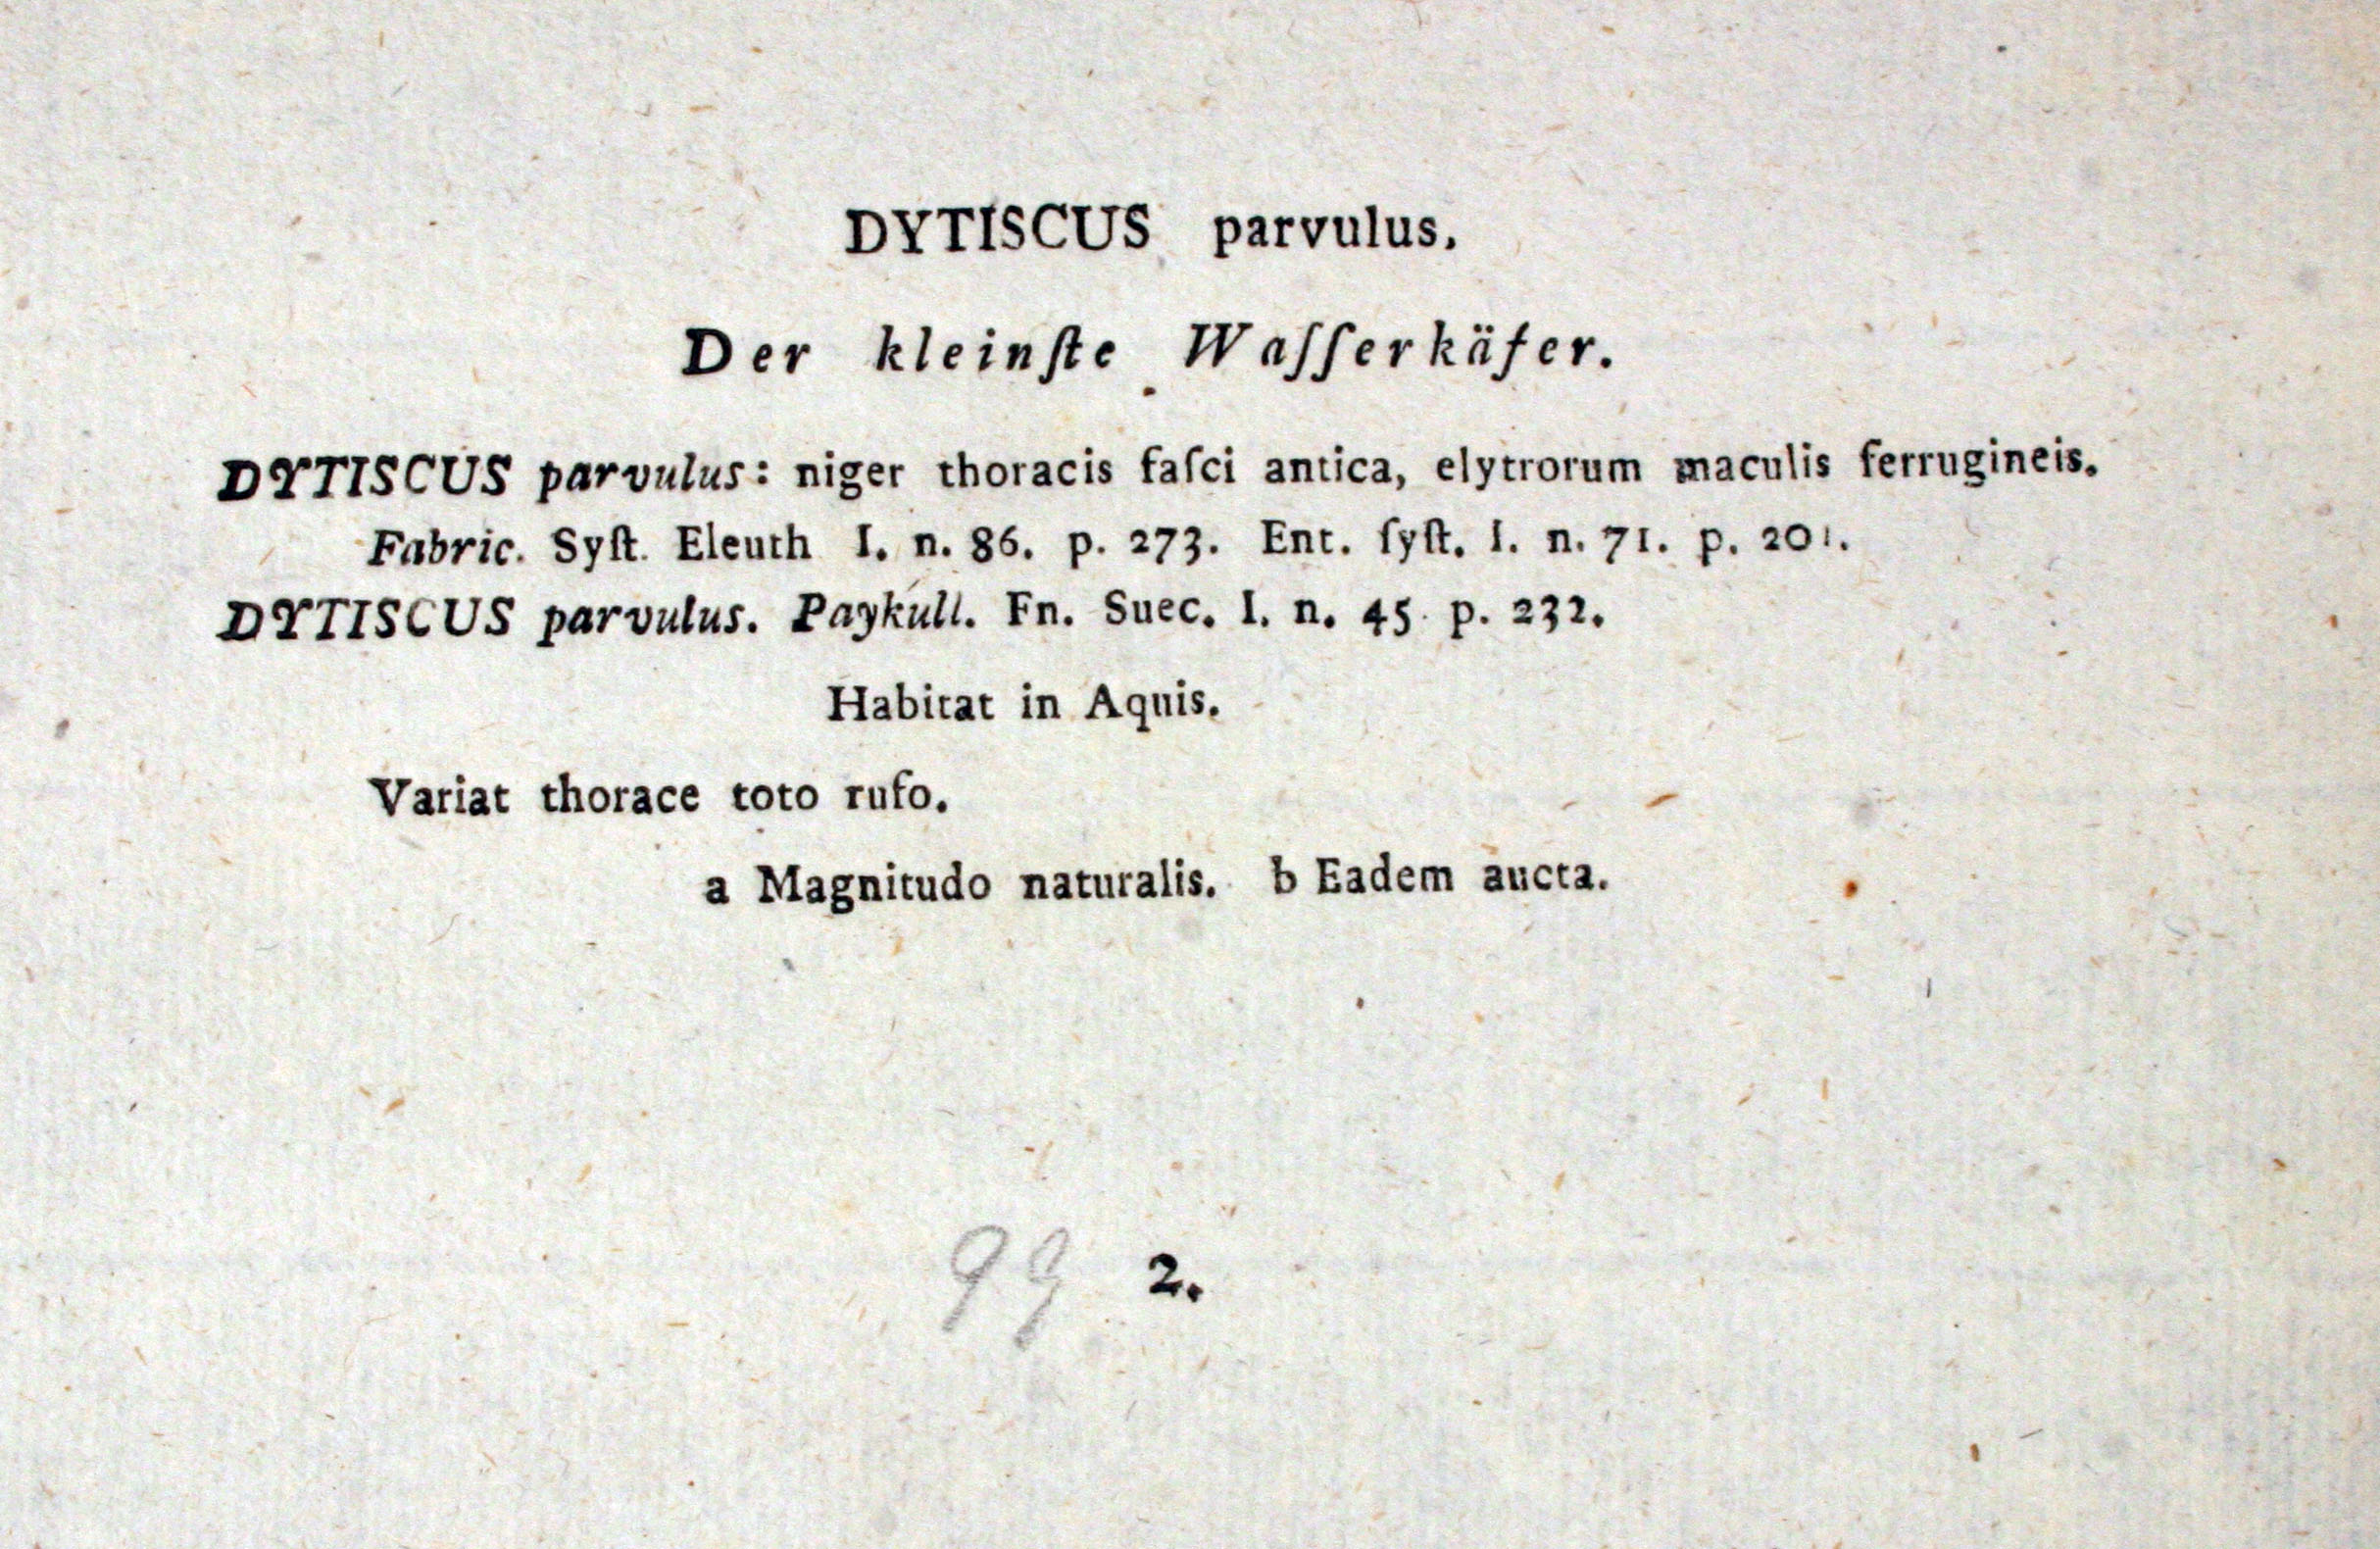 DYTISCUS parvulus.
Der kleinſte Waſſerkäfer.
DYTISCUS parvulus: niger thoracis faſci antica, elytrorum maculis ferrugineis.
Fabric. Syſt. Eleuth I. n. 86. p. 273. Ent. ſyſt. I. n. 71. p. 201.
DYTISCUS parvulus. Paykull. Fn. Suec. I. n. 45. p. 232.
Habitat in Aquis.
Variat thorace toto rufo.
a Magnitudo naturalis. b Eadem aucta.
99 2.